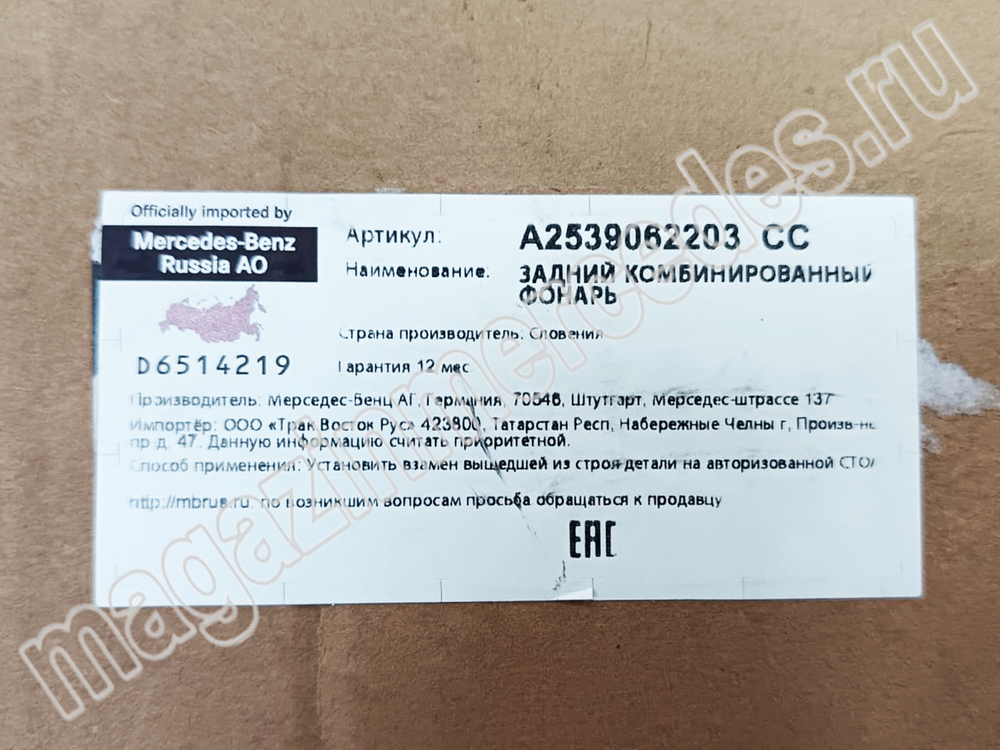 Officially imported by
Mercedes-Benz
Russia AO
D6514219
Артикул: A2539062203 CC
Наименование: ЗАДНИЙ КОМБИНИРОВАННЫЙ
ФОНАРЬ
Страна производитель: Словения
Гарантия 12 мес.
Производитель: Мерседес-Бенц АГ, Германия, 70546, Штутгарт, Мерседес-штрассе 137
Импортёр: ООО «Трак Восток Рус» 423800, Татарстан Респ, Набережные Челны г, Произв-н
пр-д, 47. Данную информацию считать приоритетной.
Способ применения: Установить взамен вышедшей из строя детали на авторизованной СТО
http://mbrus.ru. по возникшим вопросам просьба обращаться к продавцу
EAC
magazinmercedes.ru